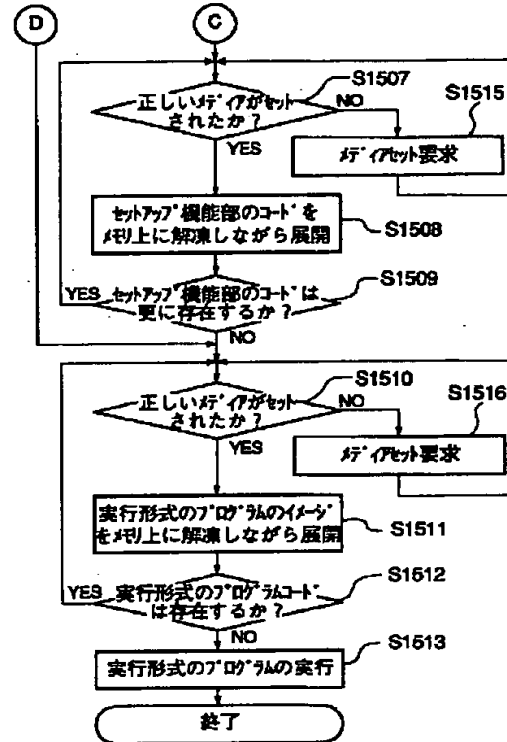 D
C
正しいメディアがセット
されたか?
S1507
NO
S1515
メディアセット要求
YES
セットアップ機能部のコードを
メモリ上に解凍しながら展開
S1508
YES
セットアップ機能部のコードは
更に存在するか?
S1509
NO
正しいメディアがセット
されたか?
S1510
NO
S1516
メディアセット要求
YES
実行形式のプログラムのイメージ
をメモリ上に解凍しながら展開
S1511
YES
実行形式のプログラムコード
は存在するか?
S1512
NO
実行形式のプログラムの実行
S1513
終了